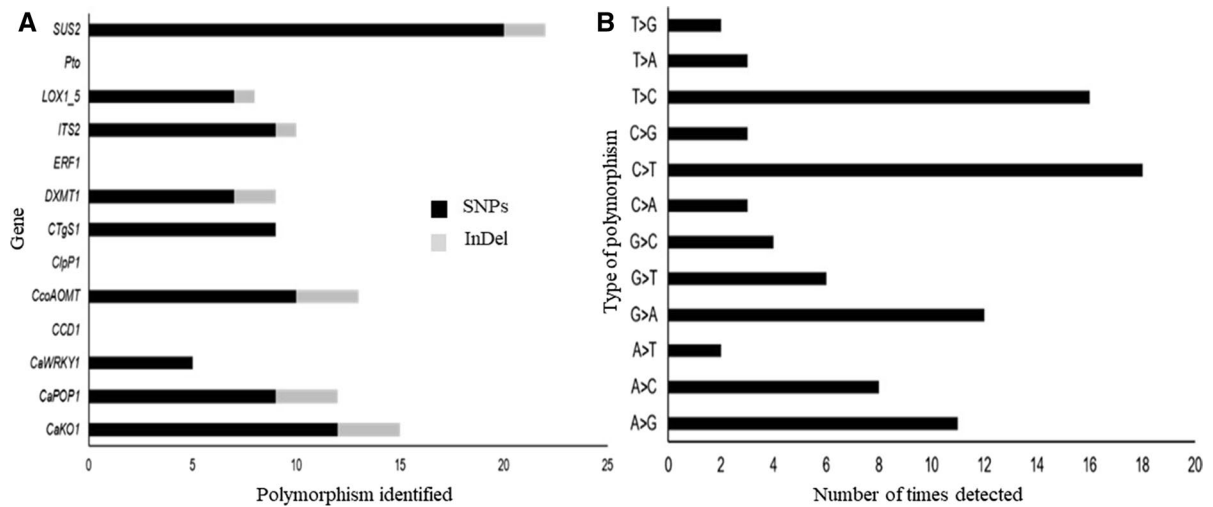 A
SUS2
Pto
LOX1_5
ITS2
ERF1
DXMT1
CTgS1
ClpP1
CcoAOMT
CCD1
CaWRKY1
CaPOP1
CaKO1
Gene
0 5 10 15 20 25
Polymorphism identified
SNPs
InDel
B
T>G
T>A
T>C
C>G
C>T
C>A
G>C
G>T
G>A
A>T
A>C
A>G
Type of polymorphism
0 2 4 6 8 10 12 14 16 18 20
Number of times detected